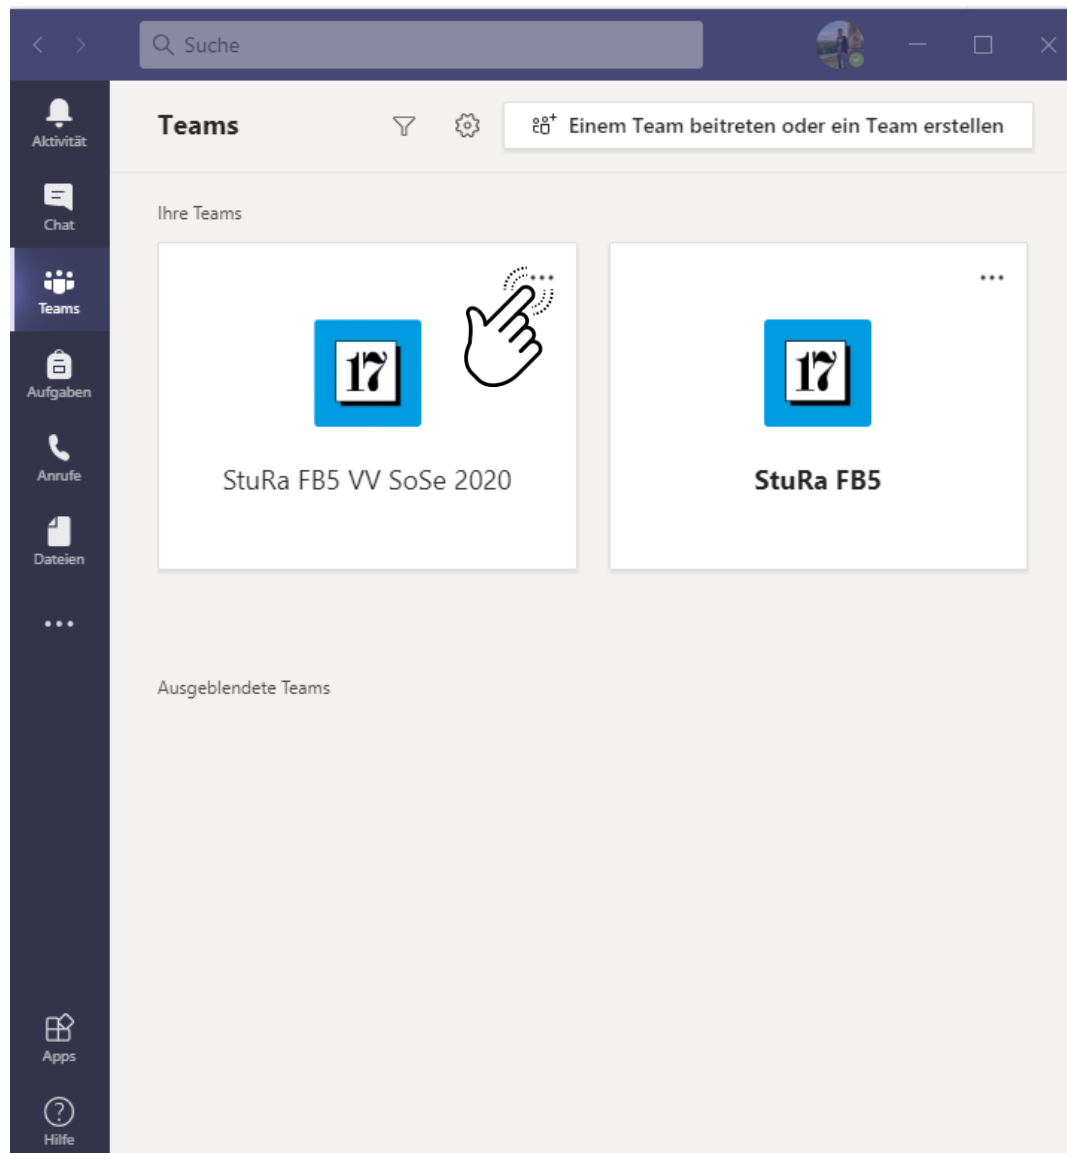 Suche
Aktivität
Chat
Teams
Aufgaben
Anrufe
Dateien
Apps
Hilfe
Teams
Einem Team beitreten oder ein Team erstellen
Ihre Teams
17
StuRa FB5 VV SoSe 2020
17
StuRa FB5
Ausgeblendete Teams